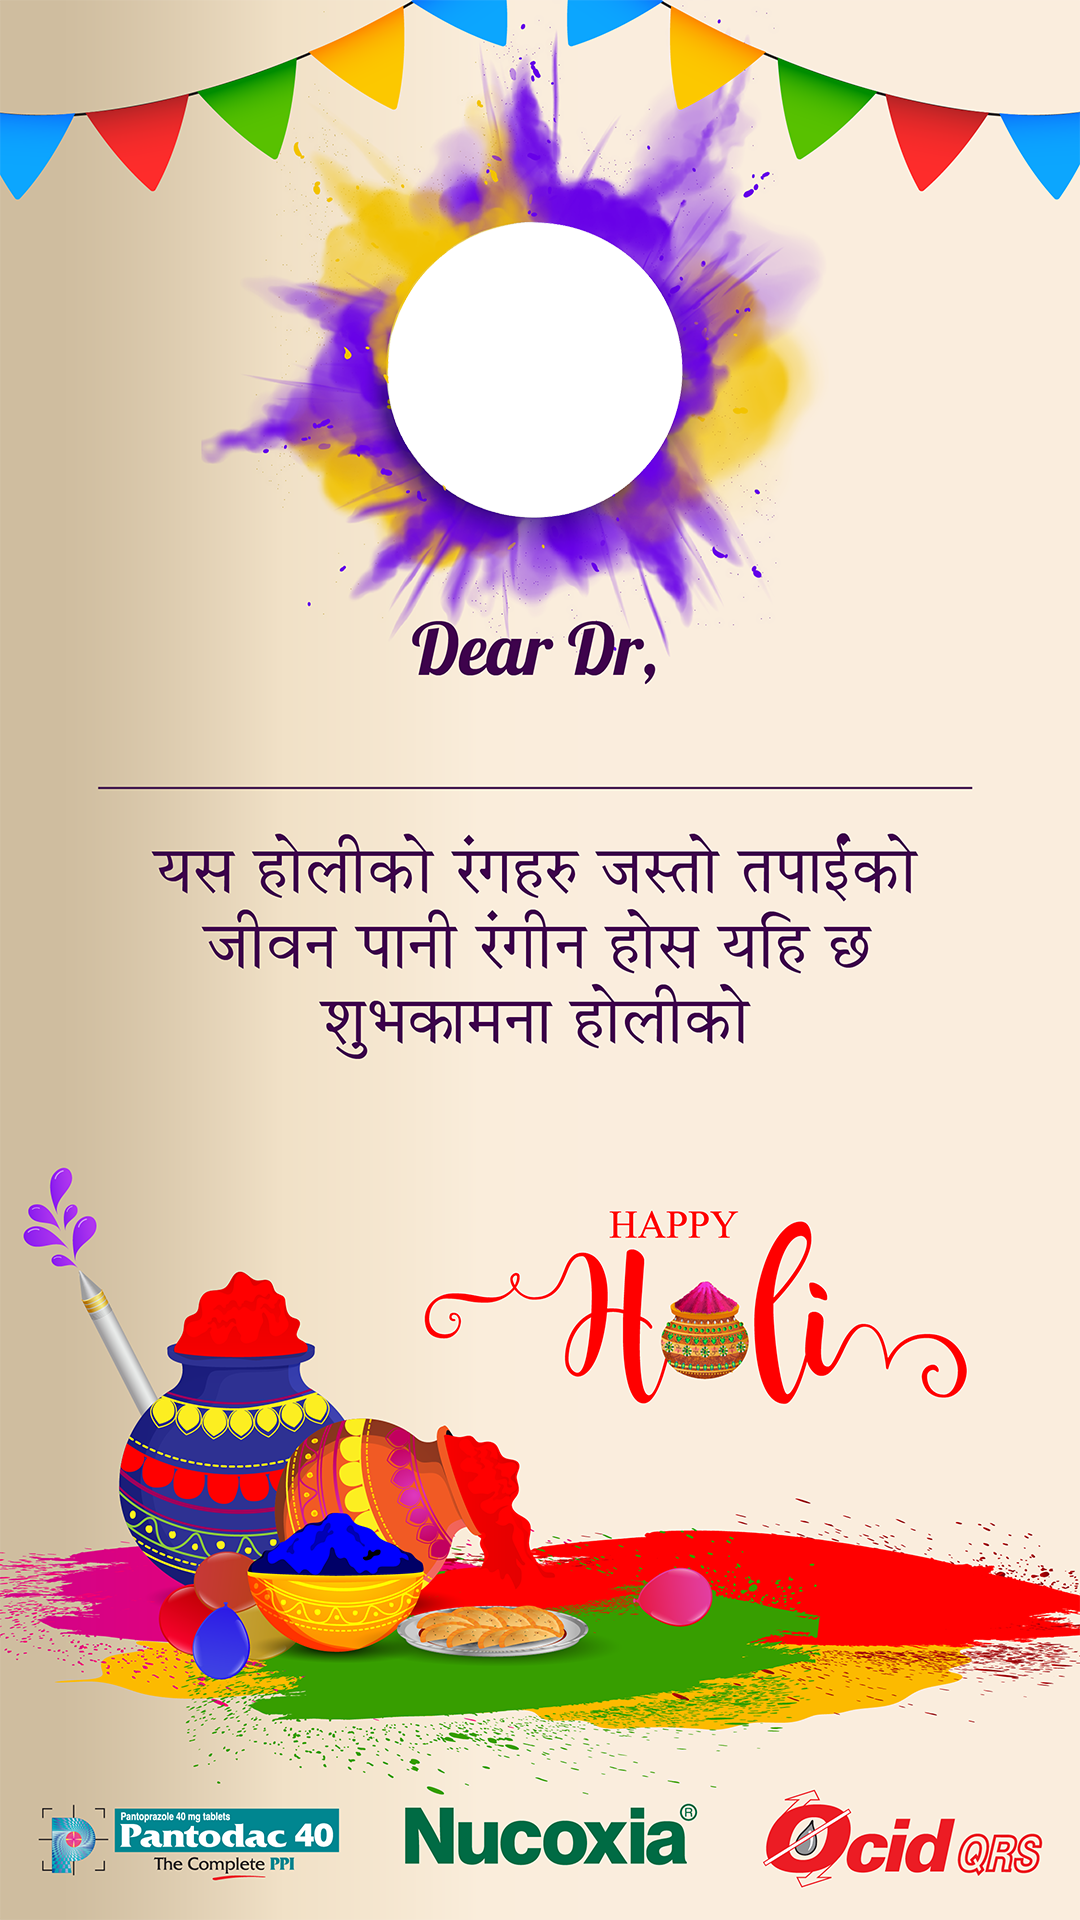 Dear Dr,
यस होलीको रंगहरु जस्तो तपाईंको
जीवन पानी रंगीन होस यहि छ
शुभकामना होलीको
HAPPY
Holi
Pantoprazole 40 mg tablets
Pantodac 40
The Complete PPI
Nucoxia®
Ocid QRS